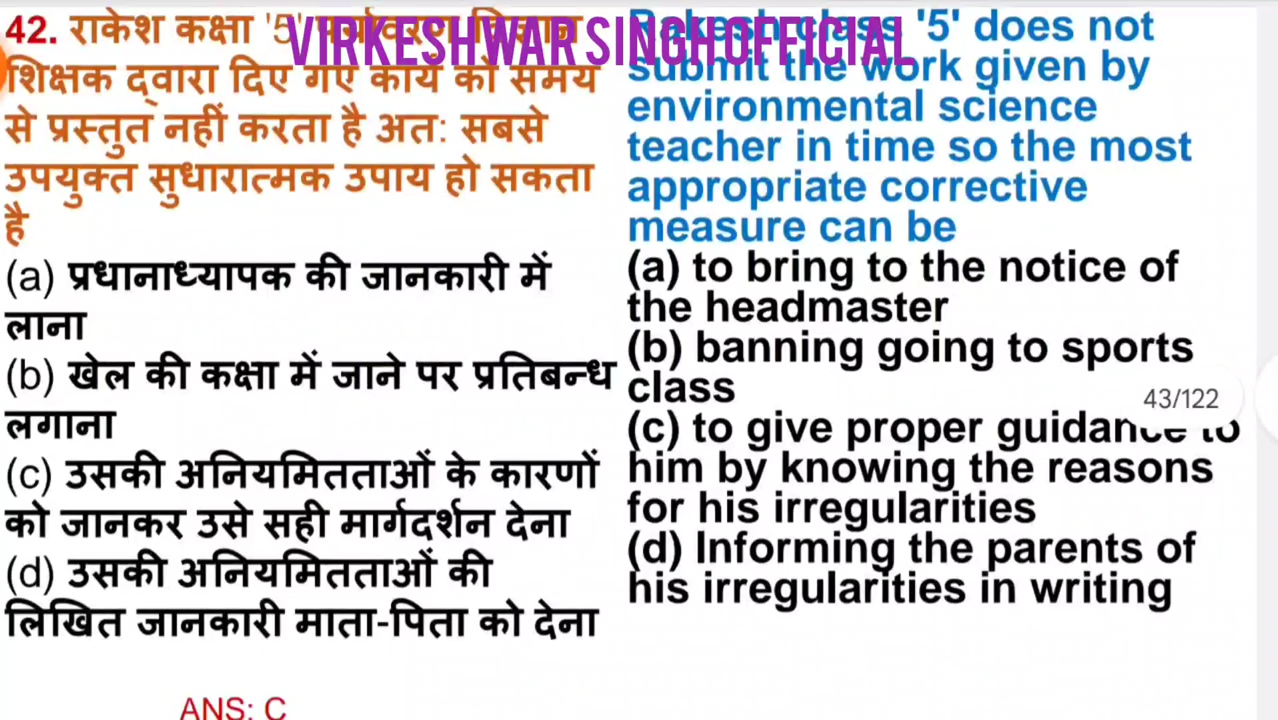 VIRKESHWAR SINGH OFFICIAL
42. राकेश कक्षा '5' पर्यावरण विज्ञान
शिक्षक द्वारा दिए गए कार्य को समय
से प्रस्तुत नहीं करता है अत: सबसे
उपयुक्त सुधारात्मक उपाय हो सकता
है
(a) प्रधानाध्यापक की जानकारी में
लाना
(b) खेल की कक्षा में जाने पर प्रतिबन्ध
लगाना
(c) उसकी अनियमितताओं के कारणों
को जानकर उसे सही मार्गदर्शन देना
(d) उसकी अनियमितताओं की
लिखित जानकारी माता-पिता को देना
ANS: C
Rakesh class '5' does not
submit the work given by
environmental science
teacher in time so the most
appropriate corrective
measure can be
(a) to bring to the notice of
the headmaster
(b) banning going to sports
class
(c) to give proper guidance to
him by knowing the reasons
for his irregularities
(d) Informing the parents of
his irregularities in writing
43/122